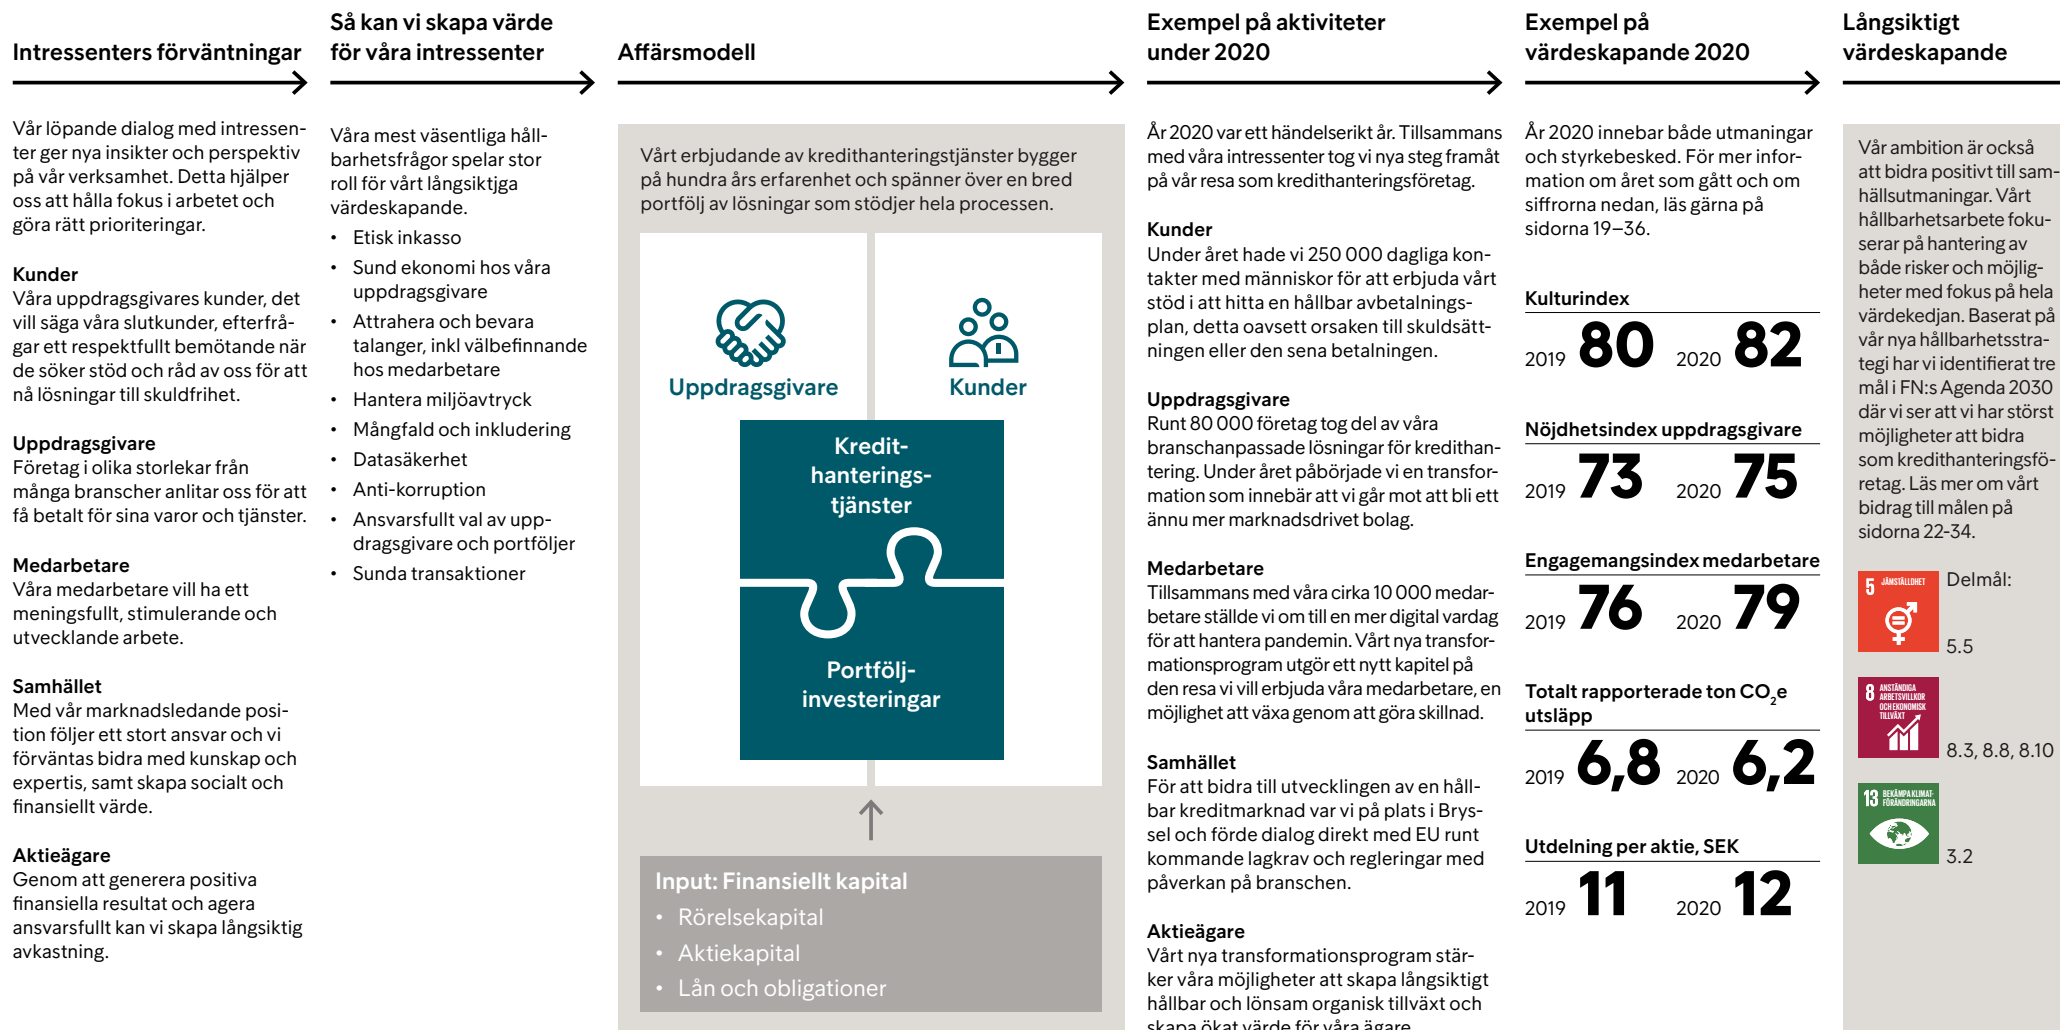 Intressenters förväntningar
Vår löpande dialog med intressen-
ter ger nya insikter och perspektiv
på vår verksamhet. Detta hjälper
oss att hålla fokus i arbetet och
göra rätt prioriteringar.
Kunder
Våra uppdragsgivares kunder, det
vill säga våra slutkunder, efterfrå-
gar ett respektfullt bemötande när
de söker stöd och råd av oss för att
nå lösningar till skuldfrihet.
Uppdragsgivare
Företag i olika storlekar från
många branscher anlitar oss för att
få betalt för sina varor och tjänster.
Medarbetare
Våra medarbetare vill ha ett
meningsfullt, stimulerande och
utvecklande arbete.
Samhället
Med vår marknadsledande posi-
tion följer ett stort ansvar och vi
förväntas bidra med kunskap och
expertis, samt skapa socialt och
finansiellt värde.
Aktieägare
Genom att generera positiva
finansiella resultat och agera
ansvarsfullt kan vi skapa långsiktig
avkastning.
Så kan vi skapa värde
för våra intressenter
Våra mest väsentliga håll-
barhetsfrågor spelar stor
roll för vårt långsiktjga
värdeskapande.
• Etisk inkasso
• Sund ekonomi hos våra
uppdragsgivare
• Attrahera och bevara
talanger, inkl välbefinnande
hos medarbetare
• Hantera miljöavtryck
• Mångfald och inkludering
• Datasäkerhet
• Anti-korruption
• Ansvarsfullt val av upp-
dragsgivare och portföljer
• Sunda transaktioner
Affärsmodell
Vårt erbjudande av kredithanteringstjänster bygger
på hundra års erfarenhet och spänner över en bred
portfölj av lösningar som stödjer hela processen.
Uppdragsgivare
Kunder
Kredit-
hanterings-
tjänster
Portfölj-
investeringar
Input: Finansiellt kapital
• Rörelsekapital
• Aktiekapital
• Lån och obligationer
Exempel på aktiviteter
under 2020
År 2020 var ett händelserikt år. Tillsammans
med våra intressenter tog vi nya steg framåt
på vår resa som kredithanteringsföretag.
Kunder
Under året hade vi 250 000 dagliga kon-
takter med människor för att erbjuda vårt
stöd i att hitta en hållbar avbetalnings-
plan, detta oavsett orsaken till skuldsätt-
ningen eller den sena betalningen.
Uppdragsgivare
Runt 80 000 företag tog del av våra
branschanpassade lösningar för kredithan-
tering. Under året påbörjade vi en transfor-
mation som innebär att vi går mot att bli ett
ännu mer marknadsdrivet bolag.
Medarbetare
Tillsammans med våra cirka 10 000 medar-
betare ställde vi om till en mer digital vardag
för att hantera pandemin. Vårt nya transfor-
mationsprogram utgör ett nytt kapitel på
den resa vi vill erbjuda våra medarbetare, en
möjlighet att växa genom att göra skillnad.
Samhället
För att bidra till utvecklingen av en håll-
bar kreditmarknad var vi på plats i Brys-
sel och förde dialog direkt med EU runt
kommande lagkrav och regleringar med
påverkan på branschen.
Aktieägare
Vårt nya transformationsprogram stär-
ker våra möjligheter att skapa långsiktigt
hållbar och lönsam organisk tillväxt och
skapa ökat värde för våra ägare
Exempel på
värdeskapande 2020
År 2020 innebar både utmaningar
och styrkebesked. För mer infor-
mation om året som gått och om
siffrorna nedan, läs gärna på
sidorna 19–36.
Kulturindex
2019 80 2020 82
Nöjdhetsindex uppdragsgivare
2019 73 2020 75
Engagemangsindex medarbetare
2019 76 2020 79
Totalt rapporterade ton CO₂e
utsläpp
2019 6,8 2020 6,2
Utdelning per aktie, SEK
2019 11 2020 12
Långsiktigt
värdeskapande
Vår ambition är också
att bidra positivt till sam-
hällsutmaningar. Vårt
hållbarhetsarbete foku-
serar på hantering av
både risker och möjlig-
heter med fokus på hela
värdekedjan. Baserat på
vår nya hållbarhetsstra-
tegi har vi identifierat tre
mål i FN:s Agenda 2030
där vi ser att vi har störst
möjligheter att bidra
som kredithanteringsfö-
retag. Läs mer om vårt
bidrag till målen på
sidorna 22-34.
5 JÄMSTÄLLDHET
Delmål:
5.5
8 ANSTÄNDIGA
ARBETSVILLKOR
OCH EKONOMISK
TILLVÄXT
8.3, 8.8, 8.10
13 BEKÄMPA KLIMAT-
FÖRÄNDRINGARNA
3.2